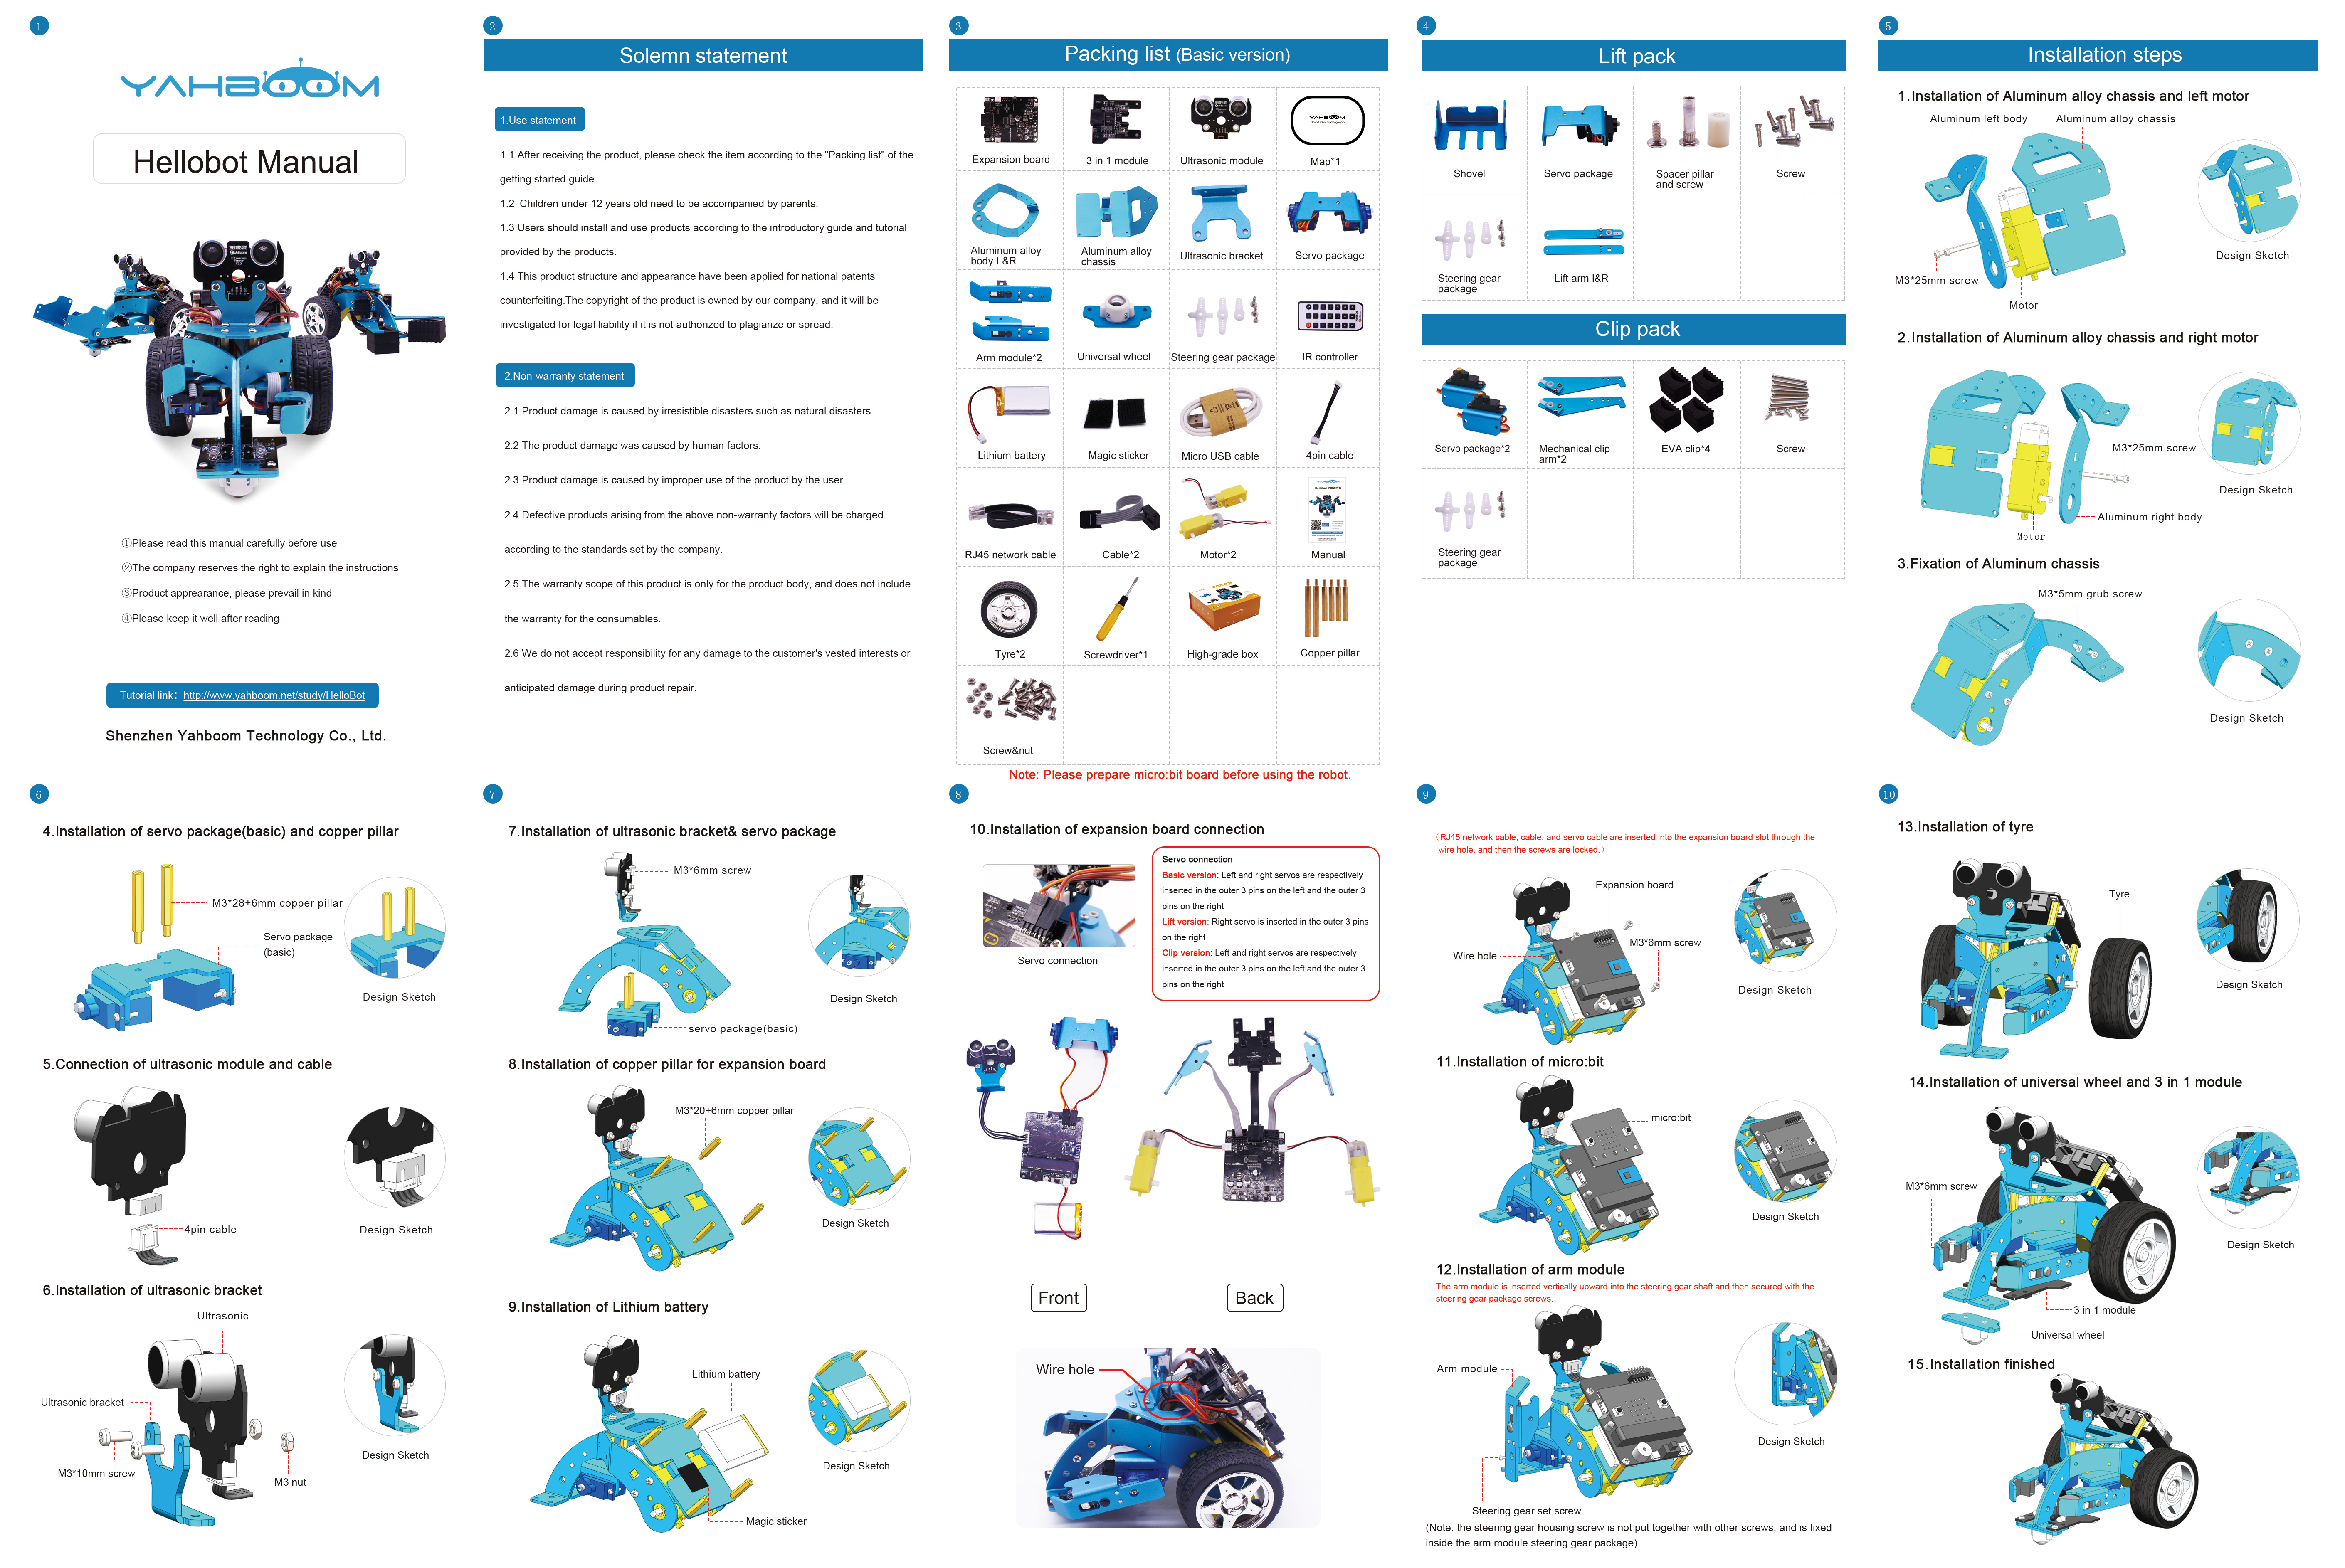 1
YAHBOOM
Hellobot Manual
①Please read this manual carefully before use
②The company reserves the right to explain the instructions
③Product apprearance, please prevail in kind
④Please keep it well after reading
Tutorial link: http://www.yahboom.net/study/HelloBot
Shenzhen Yahboom Technology Co., Ltd.
2
Solemn statement
1.Use statement
1.1 After receiving the product, please check the item according to the "Packing list" of the
getting started guide.
1.2 Children under 12 years old need to be accompanied by parents.
1.3 Users should install and use products according to the introductory guide and tutorial
provided by the products.
1.4 This product structure and appearance have been applied for national patents
counterfeiting.The copyright of the product is owned by our company, and it will be
investigated for legal liability if it is not authorized to plagiarize or spread.
2.Non-warranty statement
2.1 Product damage is caused by irresistible disasters such as natural disasters.
2.2 The product damage was caused by human factors.
2.3 Product damage is caused by improper use of the product by the user.
2.4 Defective products arising from the above non-warranty factors will be charged
according to the standards set by the company.
2.5 The warranty scope of this product is only for the product body, and does not include
the warranty for the consumables.
2.6 We do not accept responsibility for any damage to the customer's vested interests or
anticipated damage during product repair.
3
Packing list (Basic version)
Expansion board
3 in 1 module
Ultrasonic module
YAHBOOM
Map*1
Aluminum alloy
body L&R
Aluminum alloy
chassis
Ultrasonic bracket
Servo package
Arm module*2
Universal wheel
Steering gear package
IR controller
Lithium battery
Magic sticker
Micro USB cable
4pin cable
RJ45 network cable
Cable*2
Motor*2
Manual
Tyre*2
Screwdriver*1
High-grade box
Copper pillar
Screw&nut
Note: Please prepare micro:bit board before using the robot.
4
Lift pack
Shovel
Servo package
Spacer pillar
and screw
Screw
Steering gear
package
Lift arm l&R
Clip pack
Servo package*2
Mechanical clip
arm*2
EVA clip*4
Screw
Steering gear
package
5
Installation steps
1.Installation of Aluminum alloy chassis and left motor
Aluminum left body
Aluminum alloy chassis
M3*25mm screw
Motor
Design Sketch
2.Installation of Aluminum alloy chassis and right motor
M3*25mm screw
Aluminum right body
Motor
Design Sketch
3.Fixation of Aluminum chassis
M3*5mm grub screw
Design Sketch
6
4.Installation of servo package(basic) and copper pillar
M3*28+6mm copper pillar
Servo package
(basic)
Design Sketch
5.Connection of ultrasonic module and cable
4pin cable
Design Sketch
6.Installation of ultrasonic bracket
Ultrasonic
Ultrasonic bracket
M3*10mm screw
M3 nut
Design Sketch
7
7.Installation of ultrasonic bracket& servo package
M3*6mm screw
servo package(basic)
Design Sketch
8.Installation of copper pillar for expansion board
M3*20+6mm copper pillar
Design Sketch
9.Installation of Lithium battery
Lithium battery
Magic sticker
Design Sketch
8
10.Installation of expansion board connection
Servo connection
Servo connection
Basic version: Left and right servos are respectively
inserted in the outer 3 pins on the left and the outer 3
pins on the right
Lift version: Right servo is inserted in the outer 3 pins
on the right
Clip version: Left and right servos are respectively
inserted in the outer 3 pins on the left and the outer 3
pins on the right
Front
Back
Wire hole
9
(RJ45 network cable, cable, and servo cable are inserted into the expansion board slot through the
wire hole, and then the screws are locked.)
Expansion board
M3*6mm screw
Wire hole
Design Sketch
11.Installation of micro:bit
micro:bit
Design Sketch
12.Installation of arm module
The arm module is inserted vertically upward into the steering gear shaft and then secured with the
steering gear package screws.
Arm module
Steering gear set screw
Design Sketch
(Note: the steering gear housing screw is not put together with other screws, and is fixed
inside the arm module steering gear package)
10
13.Installation of tyre
Tyre
Design Sketch
14.Installation of universal wheel and 3 in 1 module
M3*6mm screw
3 in 1 module
Universal wheel
Design Sketch
15.Installation finished